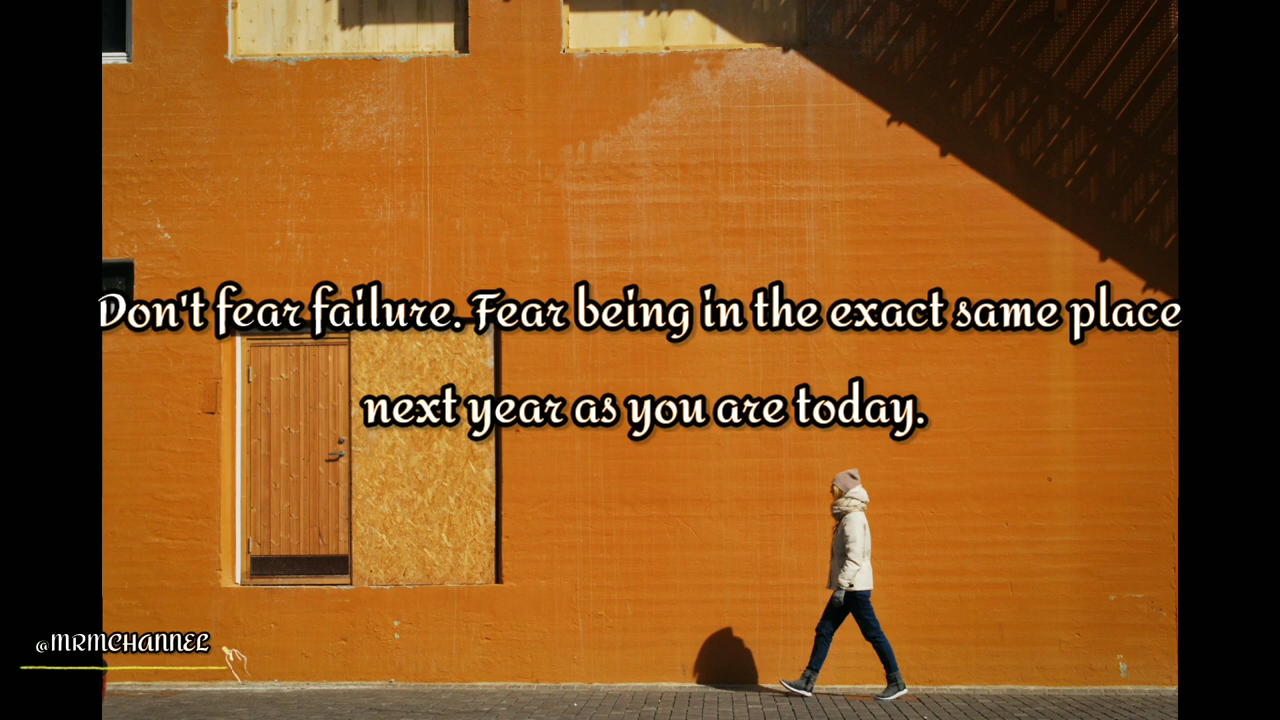 Don't fear failure. Fear being in the exact same place
next year as you are today.
@MRMCHANNEL